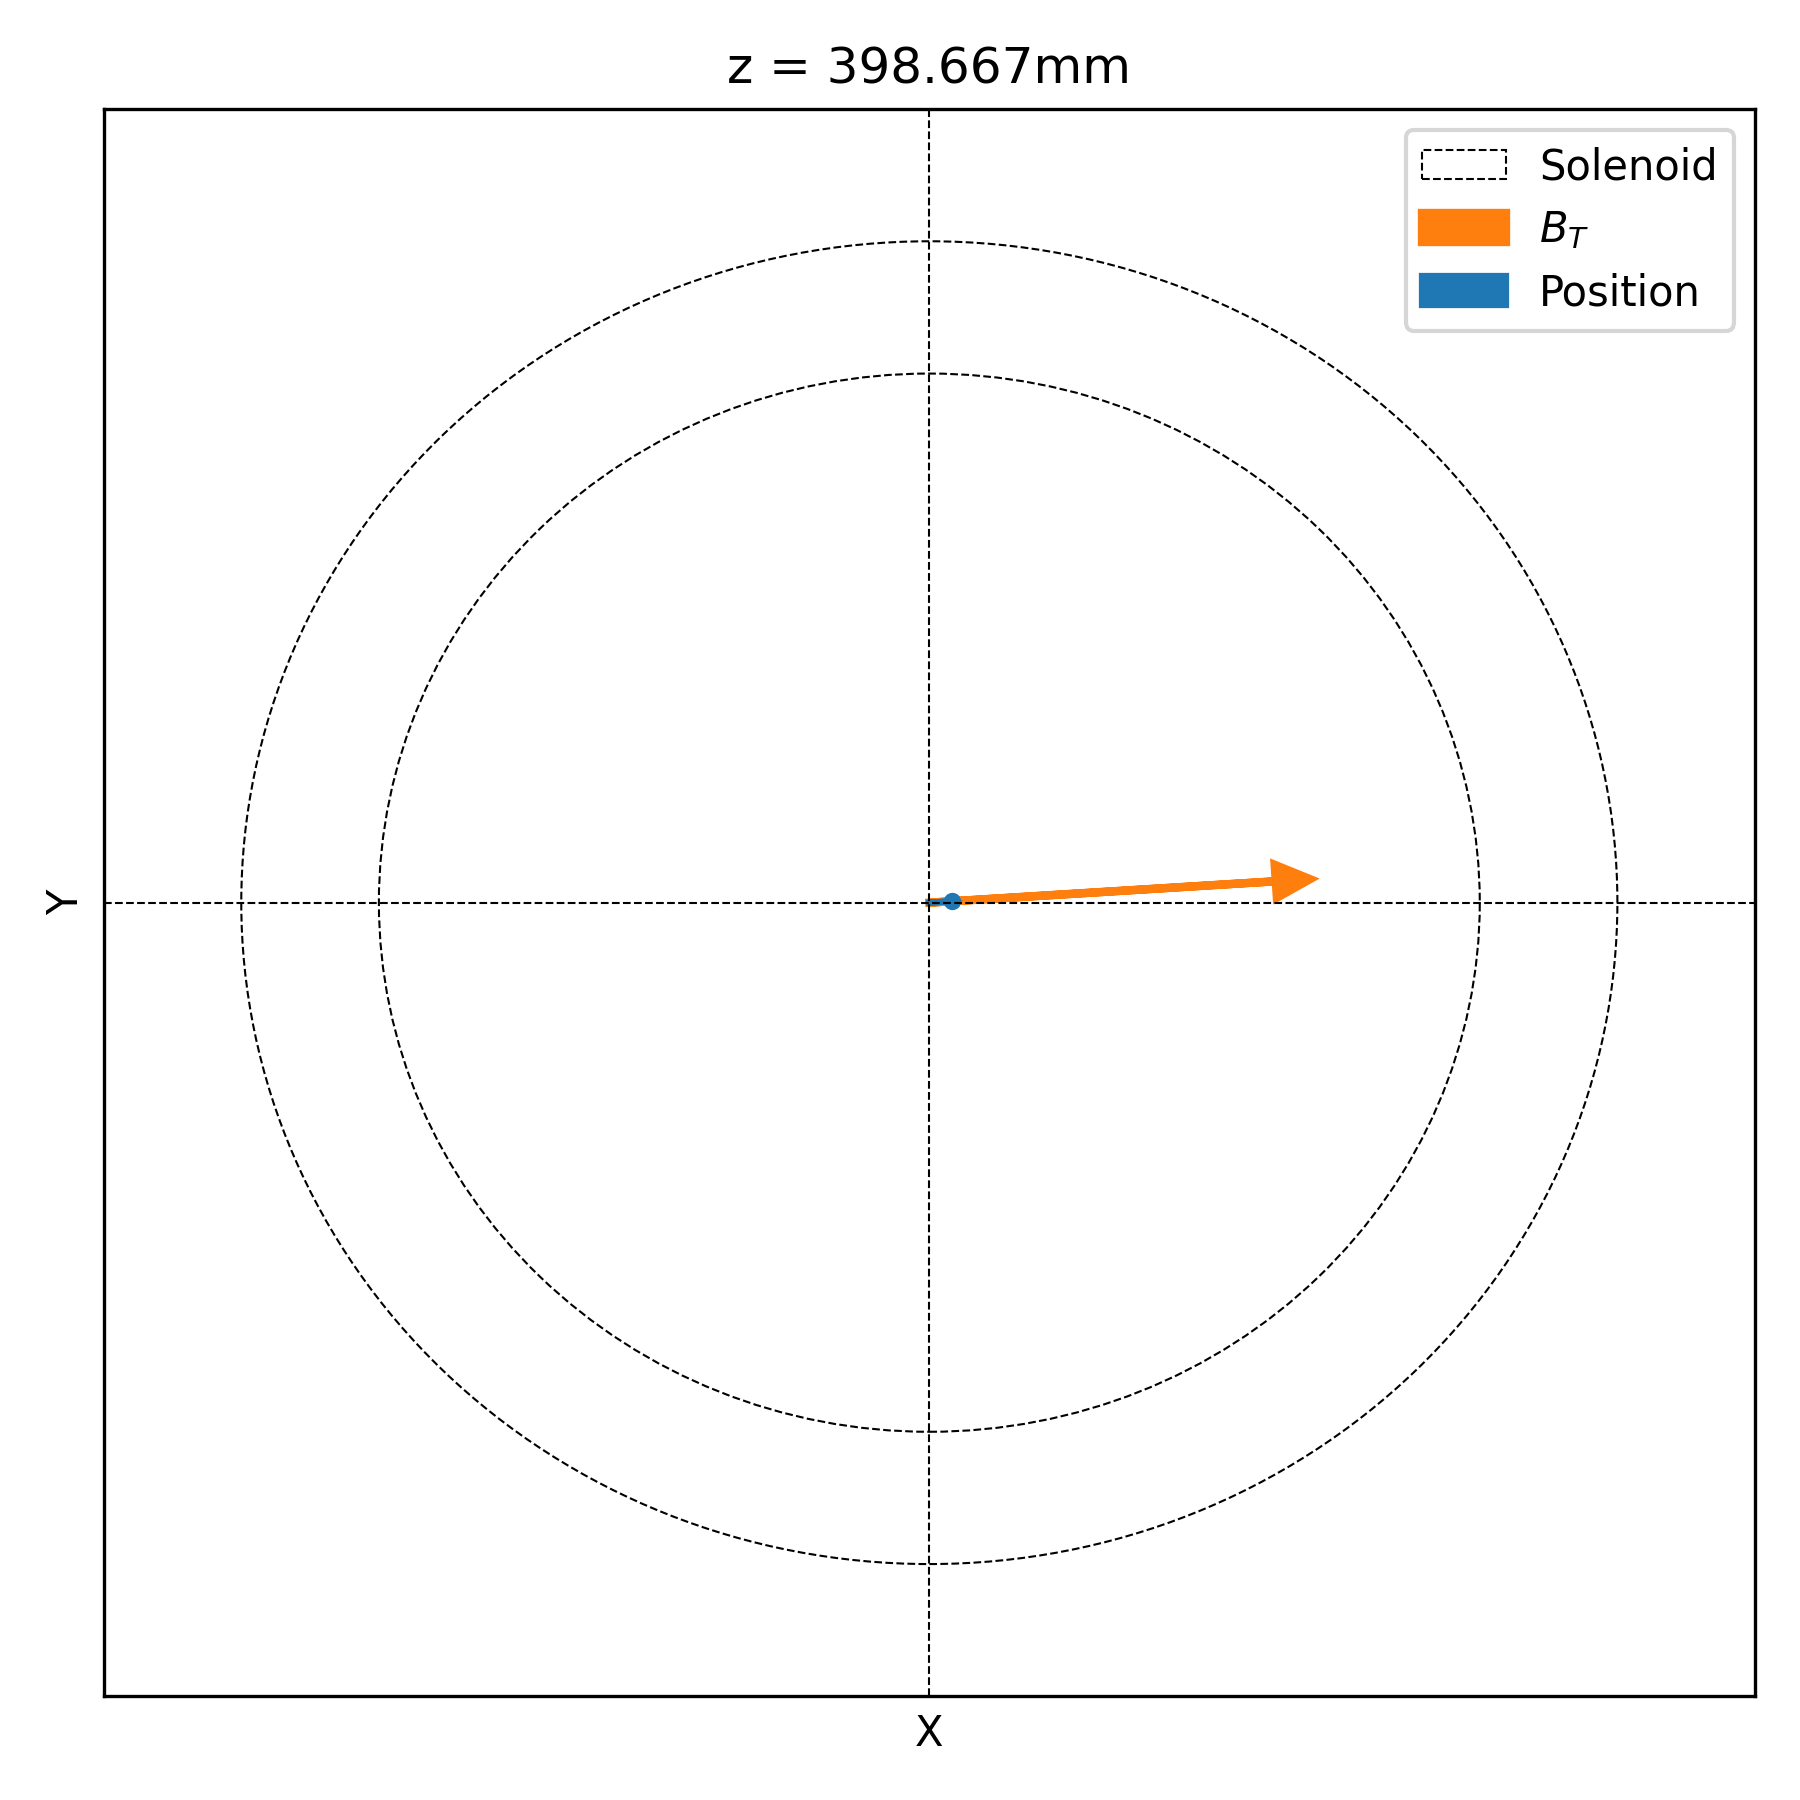 z = 398.667mm
Solenoid
B_T
Position
Y
X